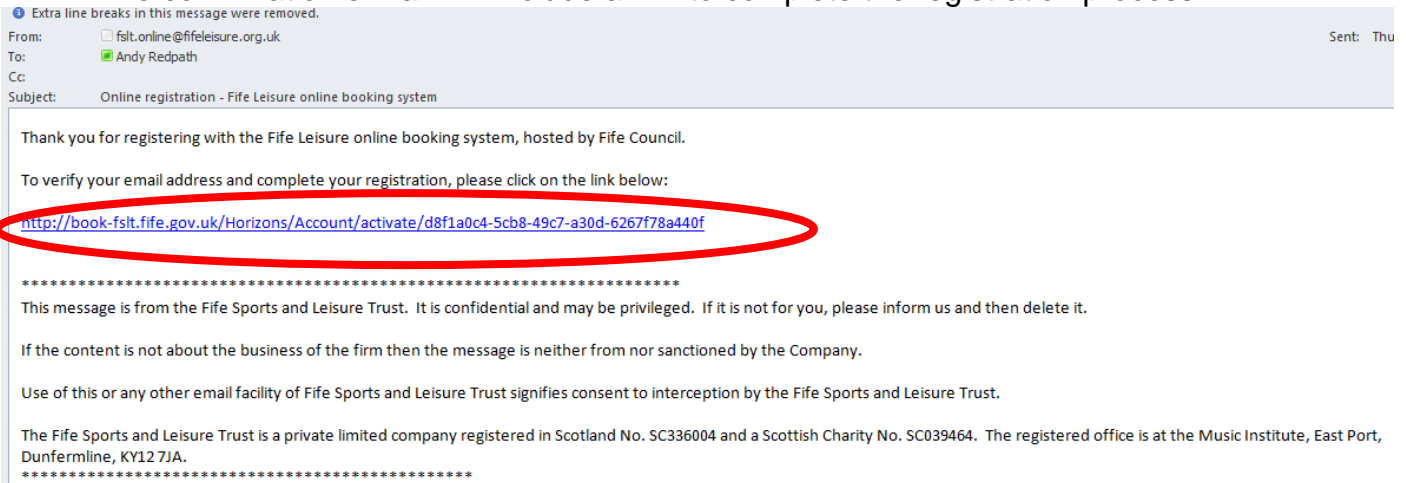 Extra line breaks in this message were removed.
From: fslt.online@fifeleisure.org.uk Sent: Thu
To: Andy Redpath
Cc:
Subject: Online registration - Fife Leisure online booking system
Thank you for registering with the Fife Leisure online booking system, hosted by Fife Council.
To verify your email address and complete your registration, please click on the link below:
http://book-fslt.fife.gov.uk/Horizons/Account/activate/d8f1a0c4-5cb8-49c7-a30d-6267f78a440f
**********************************************************************
This message is from the Fife Sports and Leisure Trust. It is confidential and may be privileged. If it is not for you, please inform us and then delete it.
If the content is not about the business of the firm then the message is neither from nor sanctioned by the Company.
Use of this or any other email facility of Fife Sports and Leisure Trust signifies consent to interception by the Fife Sports and Leisure Trust.
The Fife Sports and Leisure Trust is a private limited company registered in Scotland No. SC336004 and a Scottish Charity No. SC039464. The registered office is at the Music Institute, East Port,
Dunfermline, KY12 7JA.
************************************************